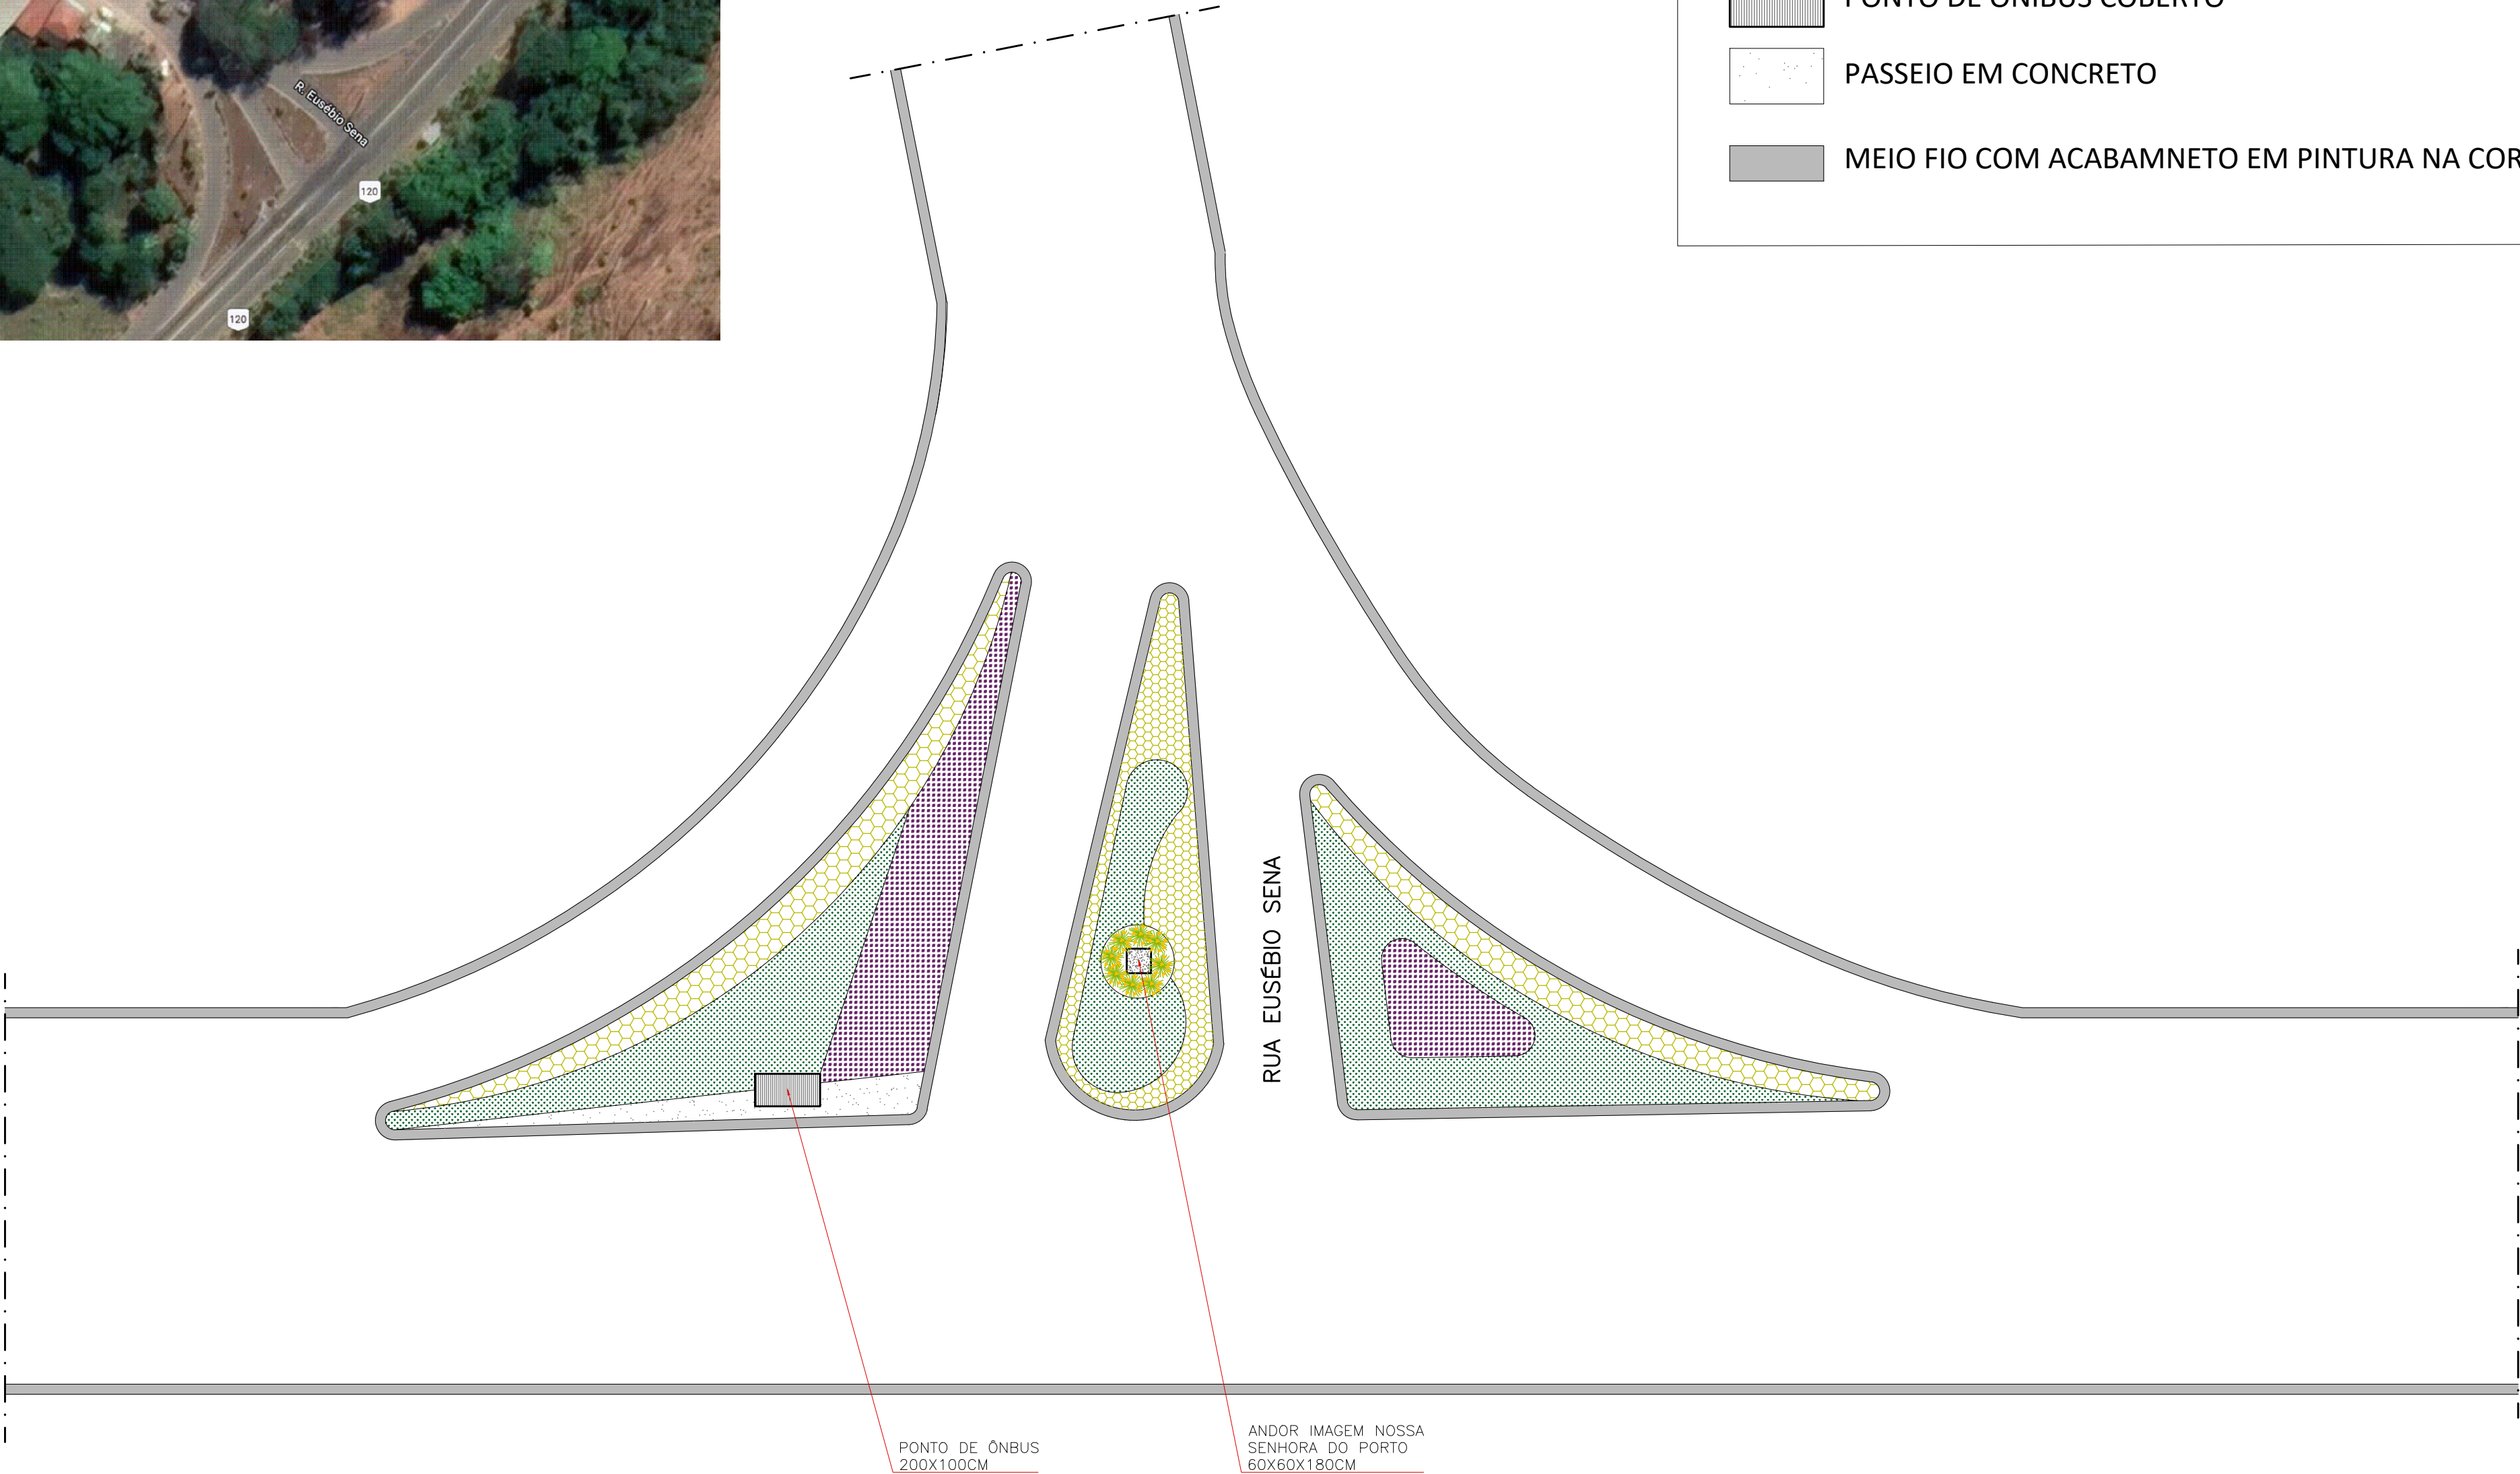 PONTO DE ÔNIBUS COBERTO
PASSEIO EM CONCRETO
MEIO FIO COM ACABAMNETO EM PINTURA NA COR
R. Eusébio Sena
120
120
RUA EUSÉBIO SENA
PONTO DE ÔNBUS
200X100CM
ANDOR IMAGEM NOSSA
SENHORA DO PORTO
60X60X180CM